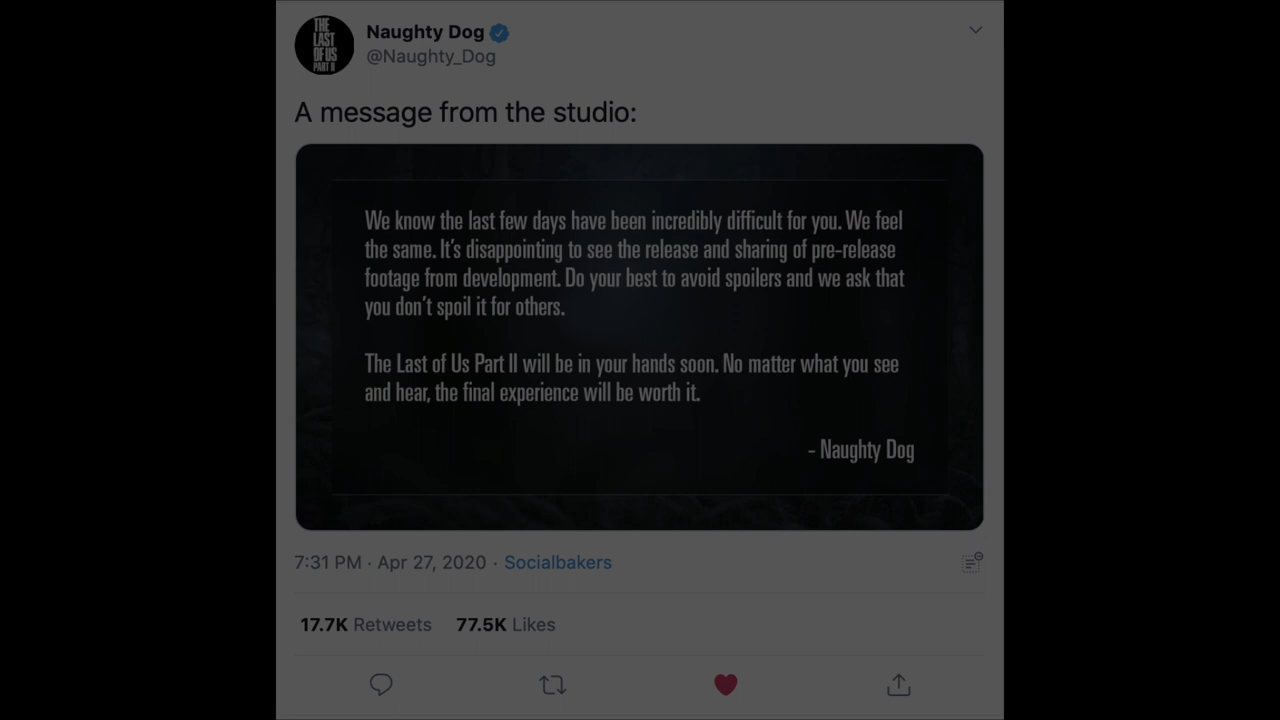 THE
LAST
OF US
PART II
Naughty Dog
@Naughty_Dog
A message from the studio:
We know the last few days have been incredibly difficult for you. We feel
the same. It's disappointing to see the release and sharing of pre-release
footage from development. Do your best to avoid spoilers and we ask that
you don't spoil it for others.
The Last of Us Part II will be in your hands soon. No matter what you see
and hear, the final experience will be worth it.
- Naughty Dog
7:31 PM · Apr 27, 2020 · Socialbakers
17.7K Retweets 77.5K Likes